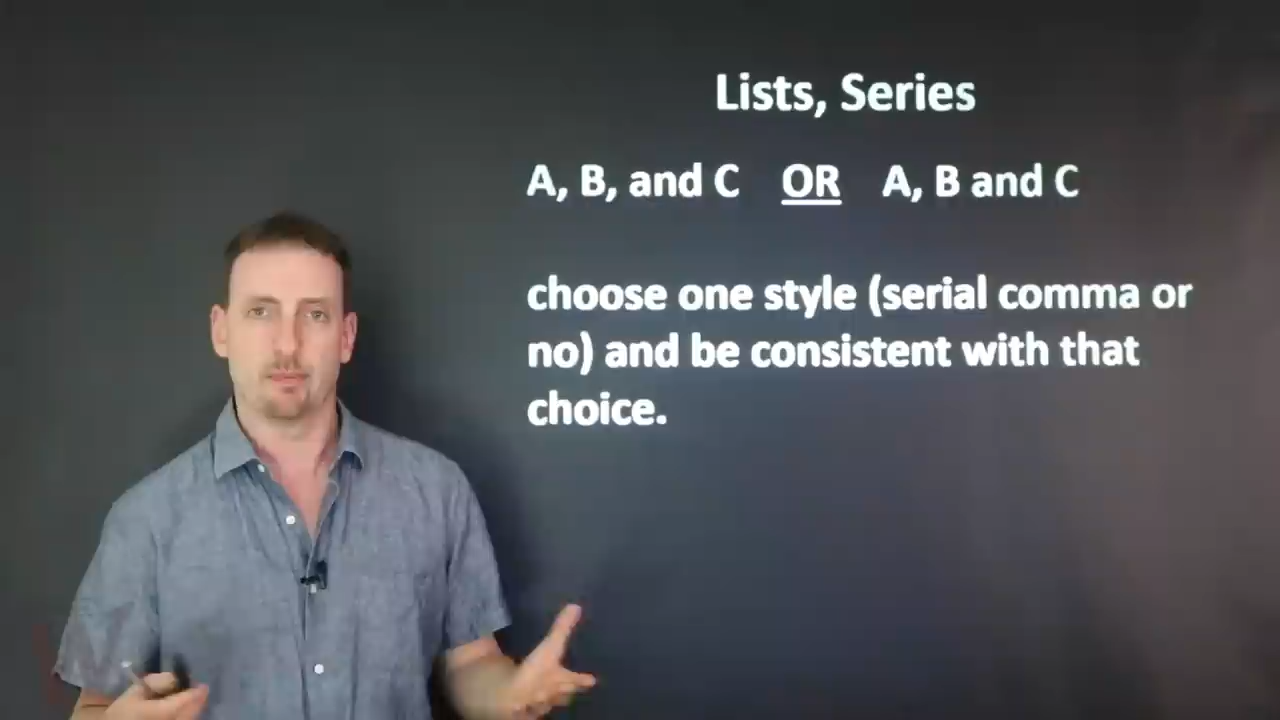 Lists, Series
A, B, and C OR A, B and C
choose one style (serial comma or
no) and be consistent with that
choice.